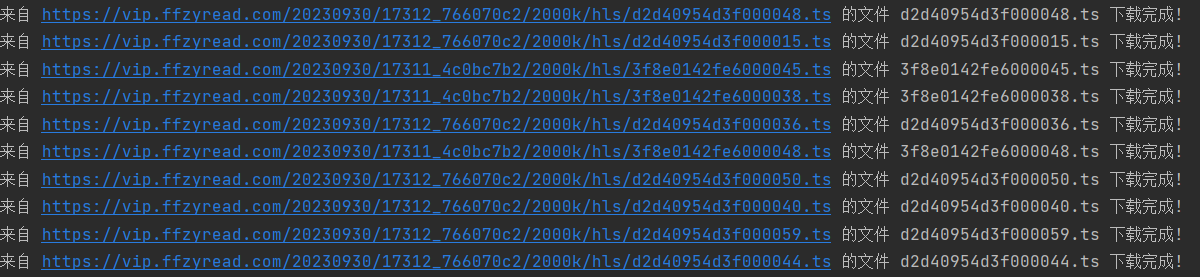 来自 https://vip.ffzyread.com/20230930/17312_766070c2/2000k/hls/d2d40954d3f000048.ts 的文件 d2d40954d3f000048.ts 下载完成!
来自 https://vip.ffzyread.com/20230930/17312_766070c2/2000k/hls/d2d40954d3f000015.ts 的文件 d2d40954d3f000015.ts 下载完成!
来自 https://vip.ffzyread.com/20230930/17311_4c0bc7b2/2000k/hls/3f8e0142fe6000045.ts 的文件 3f8e0142fe6000045.ts 下载完成!
来自 https://vip.ffzyread.com/20230930/17311_4c0bc7b2/2000k/hls/3f8e0142fe6000038.ts 的文件 3f8e0142fe6000038.ts 下载完成!
来自 https://vip.ffzyread.com/20230930/17312_766070c2/2000k/hls/d2d40954d3f000036.ts 的文件 d2d40954d3f000036.ts 下载完成!
来自 https://vip.ffzyread.com/20230930/17311_4c0bc7b2/2000k/hls/3f8e0142fe6000048.ts 的文件 3f8e0142fe6000048.ts 下载完成!
来自 https://vip.ffzyread.com/20230930/17312_766070c2/2000k/hls/d2d40954d3f000050.ts 的文件 d2d40954d3f000050.ts 下载完成!
来自 https://vip.ffzyread.com/20230930/17312_766070c2/2000k/hls/d2d40954d3f000040.ts 的文件 d2d40954d3f000040.ts 下载完成!
来自 https://vip.ffzyread.com/20230930/17312_766070c2/2000k/hls/d2d40954d3f000059.ts 的文件 d2d40954d3f000059.ts 下载完成!
来自 https://vip.ffzyread.com/20230930/17312_766070c2/2000k/hls/d2d40954d3f000044.ts 的文件 d2d40954d3f000044.ts 下载完成!